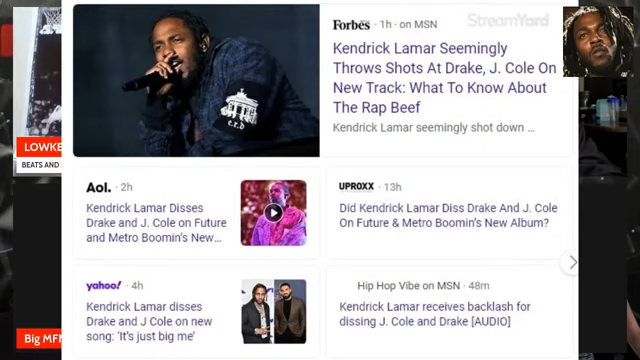 Forbes · 1h · on MSN
StreamYard
Kendrick Lamar Seemingly
Throws Shots At Drake, J. Cole On
New Track: What To Know About
The Rap Beef
Kendrick Lamar seemingly shot down ...
e.r.b
LOWKE
BEATS AND
Aol. · 2h
Kendrick Lamar Disses
Drake and J. Cole on Future
and Metro Boomin's New...
UPROXX · 13h
Did Kendrick Lamar Diss Drake And J. Cole
On Future & Metro Boomin's New Album?
yahoo! · 4h
Kendrick Lamar disses
Drake and J Cole on new
song: 'It's just big me'
Hip Hop Vibe on MSN · 48m
Kendrick Lamar receives backlash for
dissing J. Cole and Drake [AUDIO]
Big MFN